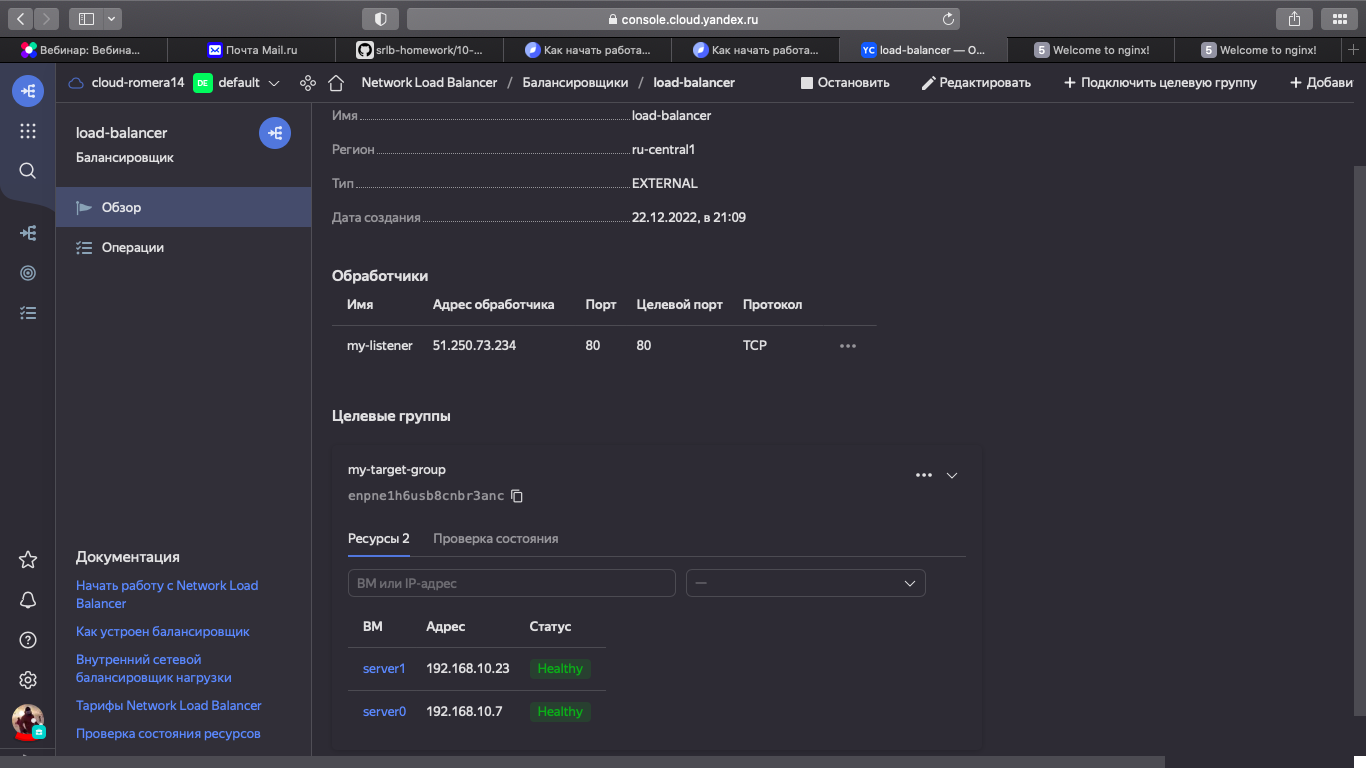 console.cloud.yandex.ru
Вебинар: Вебина...
Почта Mail.ru
srlb-homework/10-...
Как начать работа...
Как начать работа...
YC load-balancer — О...
5 Welcome to nginx!
5 Welcome to nginx!
cloud-romera14
DE default
Network Load Balancer / Балансировщики / load-balancer
Остановить
Редактировать
Подключить целевую группу
Добави
load-balancer
Балансировщик
Обзор
Операции
Документация
Начать работу с Network Load
Balancer
Как устроен балансировщик
Внутренний сетевой
балансировщик нагрузки
Тарифы Network Load Balancer
Проверка состояния ресурсов
Имя load-balancer
Регион ru-central1
Тип EXTERNAL
Дата создания 22.12.2022, в 21:09
Обработчики
Имя Адрес обработчика Порт Целевой порт Протокол
my-listener 51.250.73.234 80 80 TCP
Целевые группы
my-target-group
enpne1h6usb8cnbr3anc
Ресурсы 2 Проверка состояния
ВМ или IP-адрес —
ВМ Адрес Статус
server1 192.168.10.23 Healthy
server0 192.168.10.7 Healthy